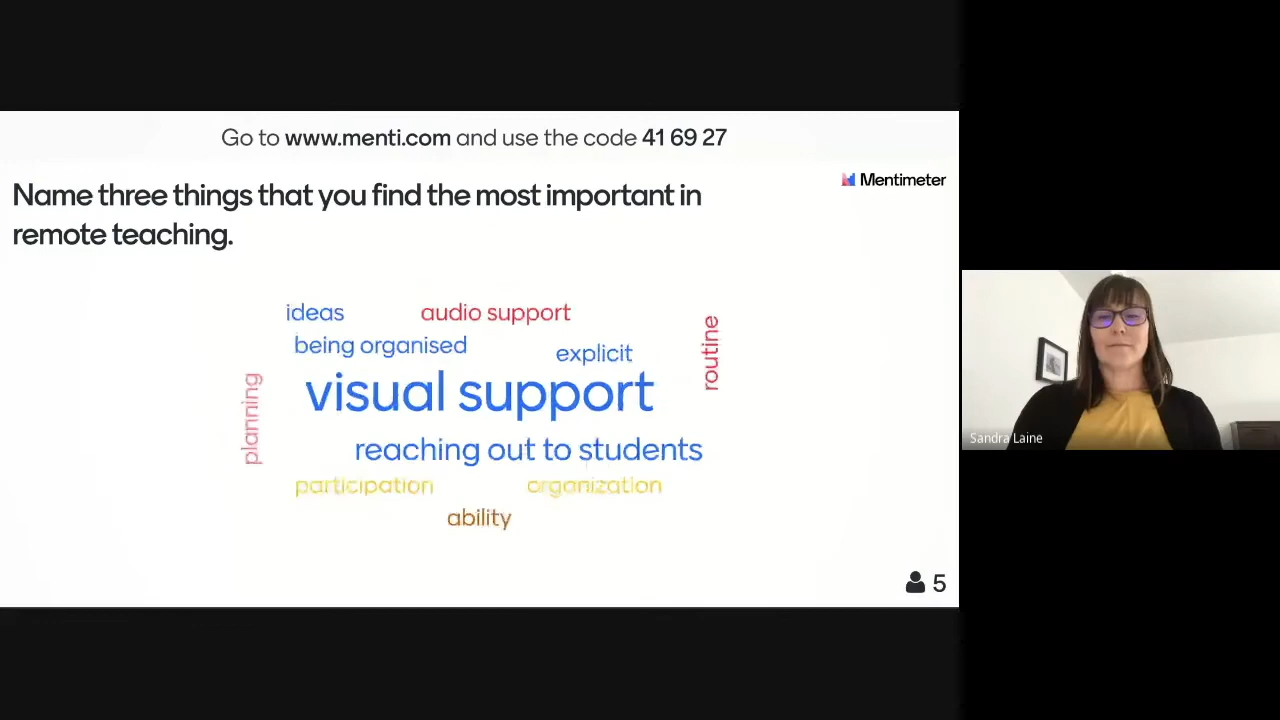 Go to www.menti.com and use the code 41 69 27
Mentimeter
Name three things that you find the most important in
remote teaching.
ideas
audio support
being organised
explicit
routine
planning
visual support
reaching out to students
participation
organization
ability
5
Sandra Laine